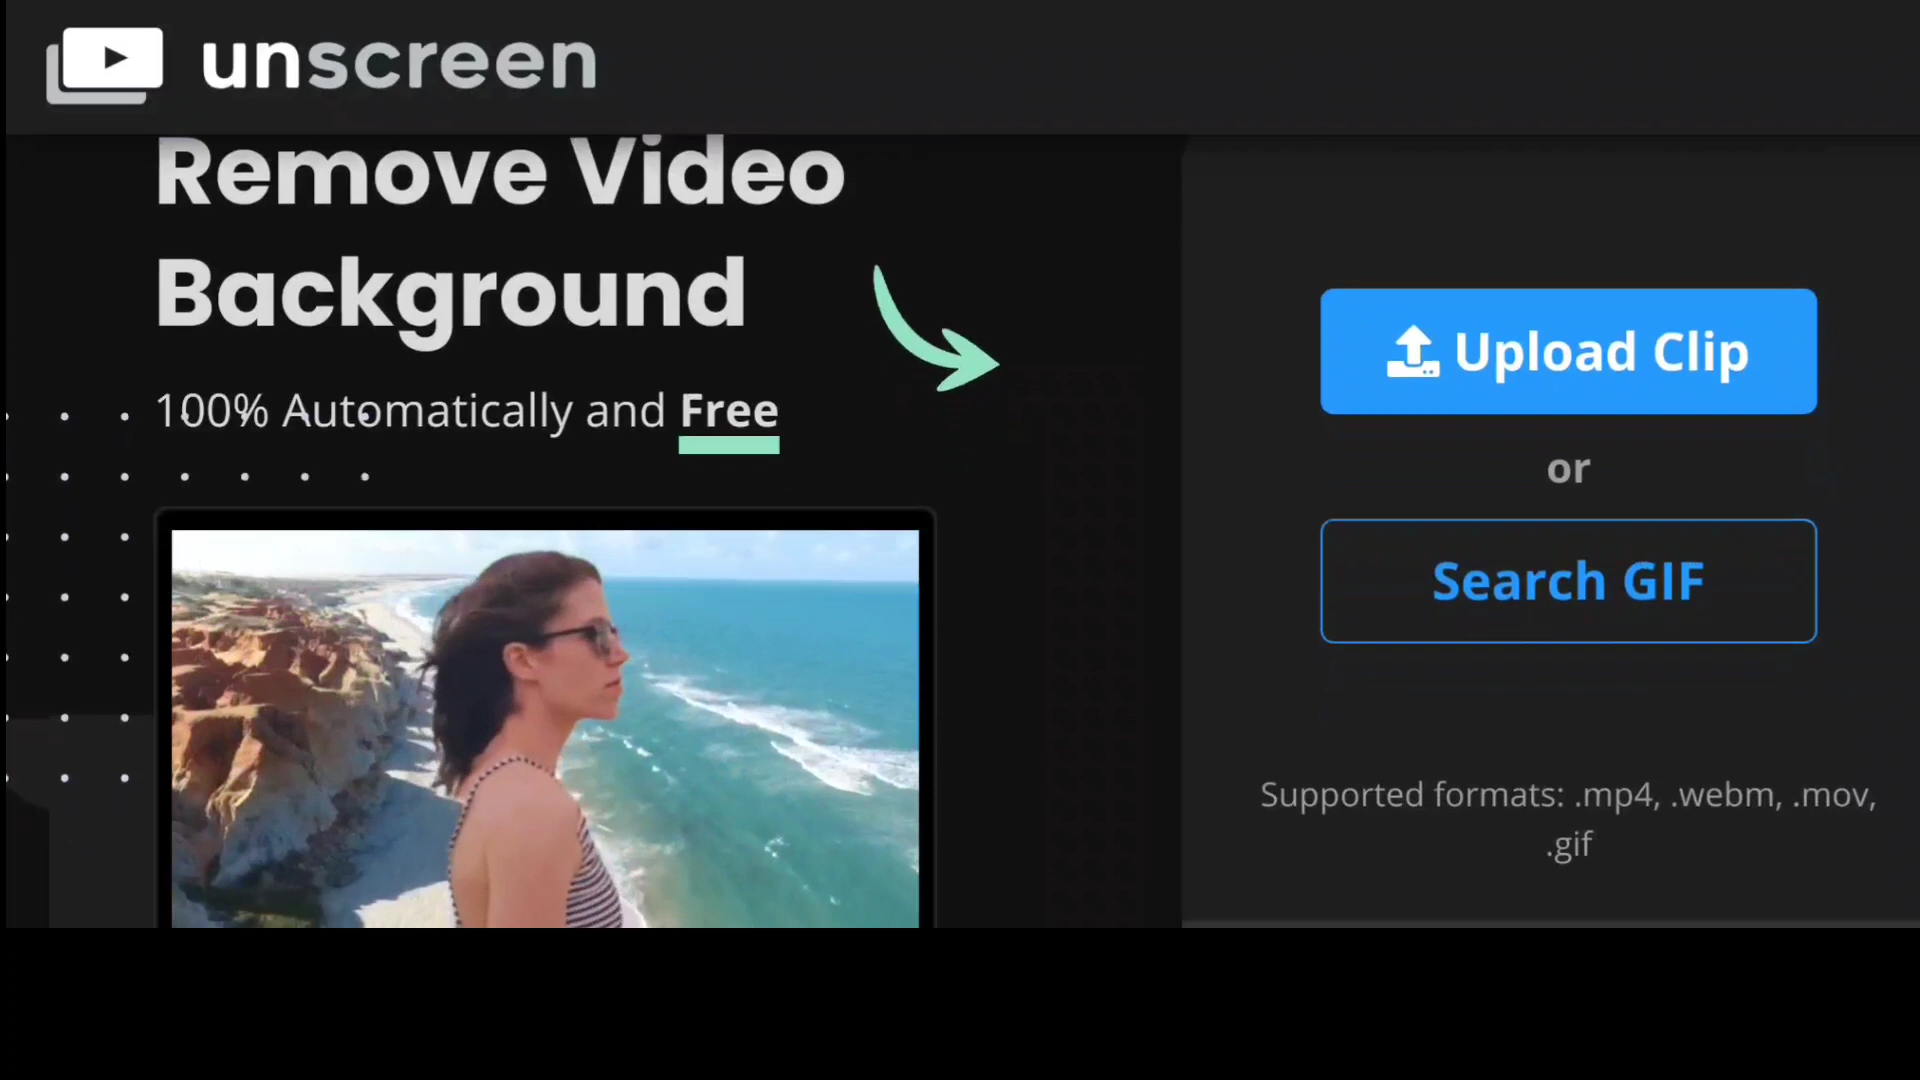 unscreen
Remove Video
Background
100% Automatically and Free
Upload Clip
or
Search GIF
Supported formats: .mp4, .webm, .mov,
.gif